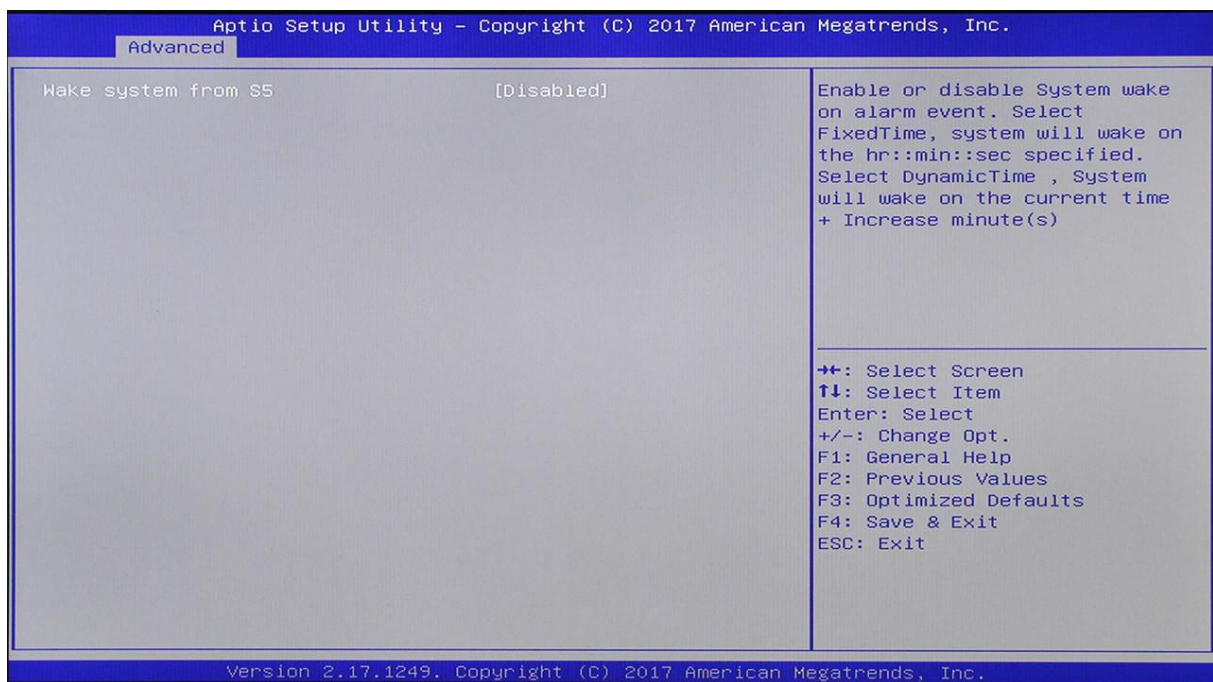 Aptio Setup Utility – Copyright (C) 2017 American Megatrends, Inc.
Advanced
Wake system from S5 [Disabled]
Enable or disable System wake
on alarm event. Select
FixedTime, system will wake on
the hr::min::sec specified.
Select DynamicTime , System
will wake on the current time
+ Increase minute(s)
→←: Select Screen
↑↓: Select Item
Enter: Select
+/-: Change Opt.
F1: General Help
F2: Previous Values
F3: Optimized Defaults
F4: Save & Exit
ESC: Exit
Version 2.17.1249. Copyright (C) 2017 American Megatrends, Inc.